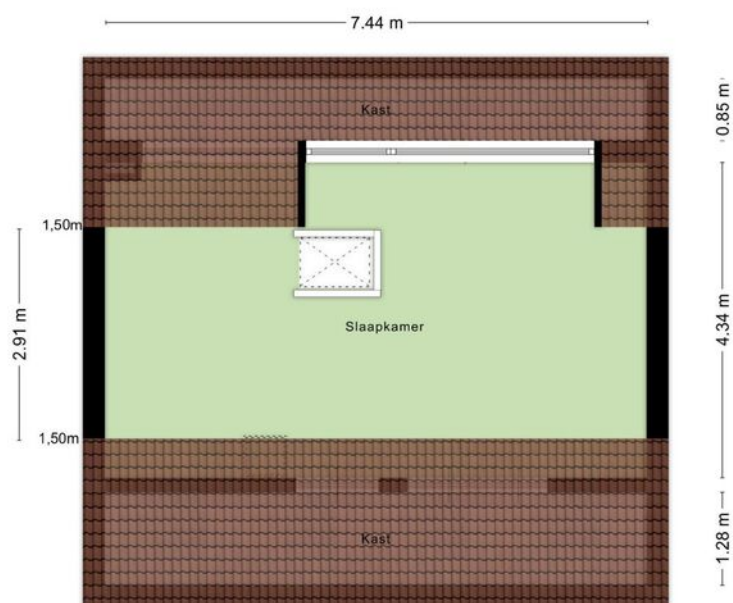 7.44 m
Kast
0.85 m
1,50m
2.91 m
Slaapkamer
4.34 m
1,50m
Kast
1.28 m